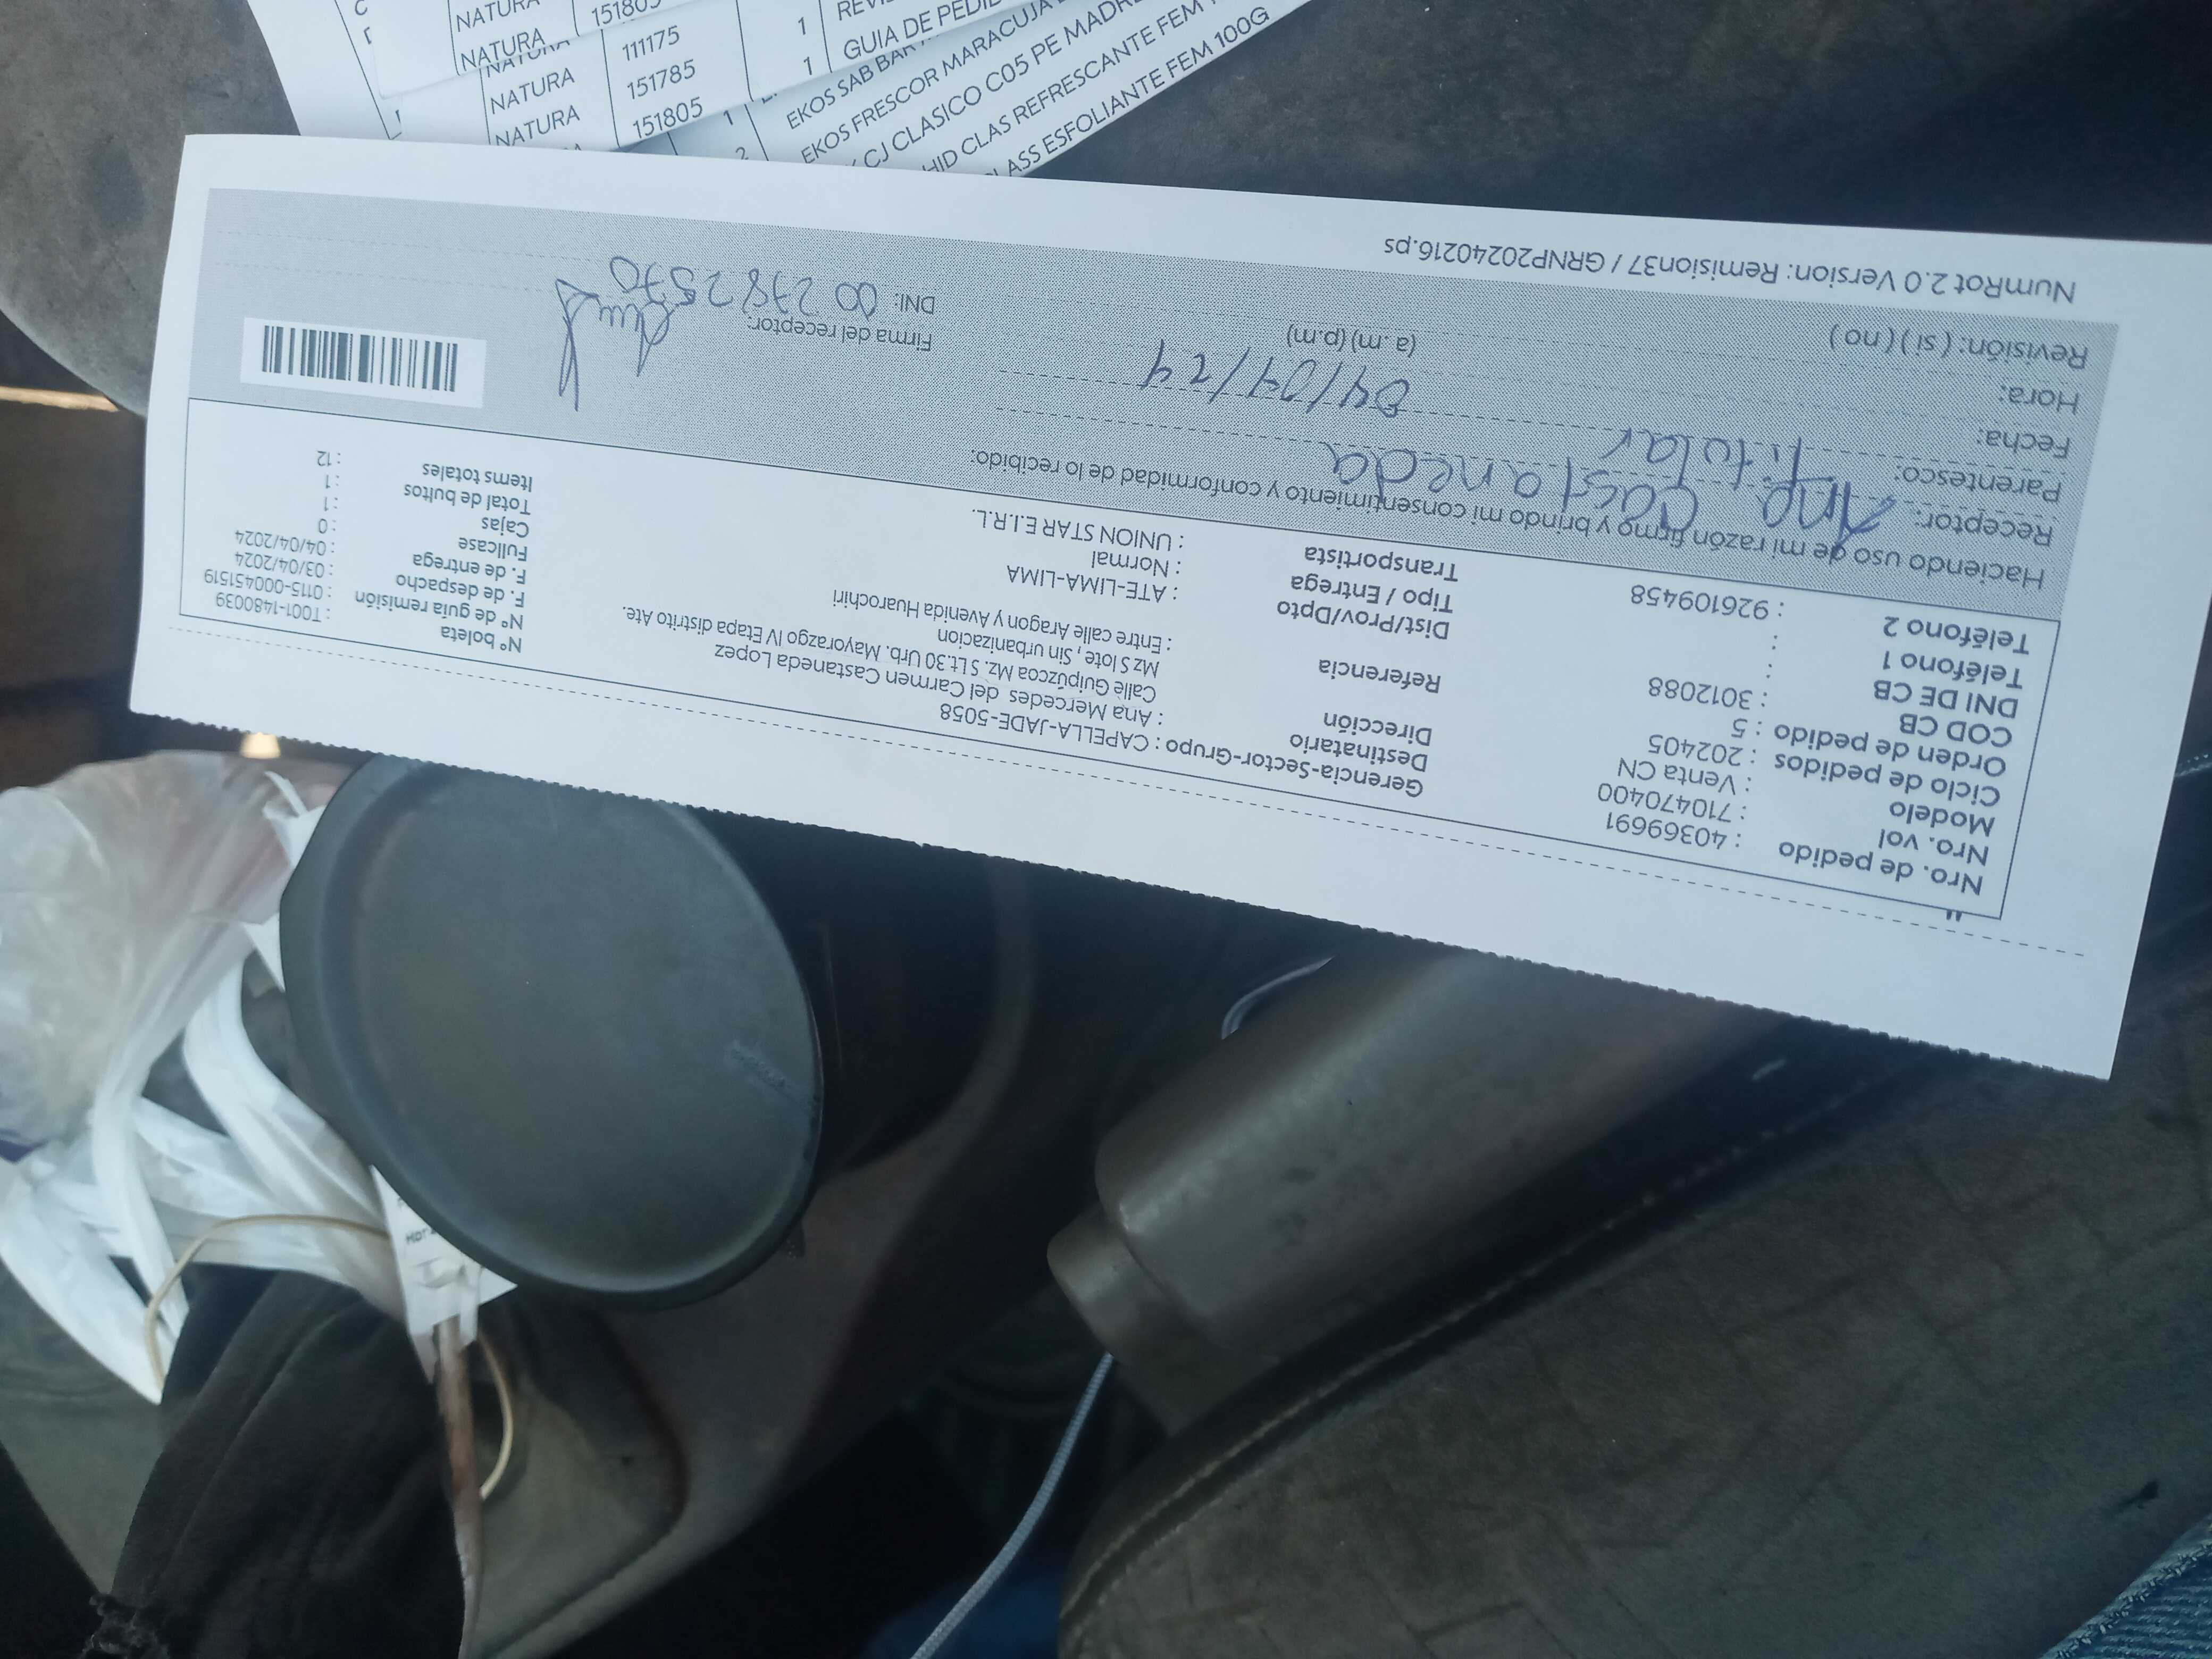 Nro. de pedido : 40369691
Nro. vol : 710470400
Modelo : Venta CN
Ciclo de pedidos : 202405
Orden de pedido : 5
COD CB : 3012088
DNI DE CB :
Teléfono 1 :
Teléfono 2 : 926109458
Gerencia-Sector-Grupo : CAPELLA-JADE-5058
Destinatario : Ana Mercedes del Carmen Castaneda Lopez
Dirección Calle Guipúzcoa Mz. S Lt.30 Urb. Mayorazgo IV Etapa distrito Ate.
Mz S lote , Sin urbanizacion
Referencia : Entre calle Aragon y Avenida Huarochiri
Dist/Prov/Dpto : ATE-LIMA-LIMA
Tipo / Entrega : Normal
Transportista : UNION STAR E.I.R.L.
N° boleta : T001-1480039
N° de guia remisión : 0115-000451519
F. de despacho : 03/04/2024
F. de entrega : 04/04/2024
Fullcase : 0
Cajas : 1
Total de bultos : 1
Items totales : 12
Haciendo uso de mi razón firmo y brindo mi consentimiento y conformidad de lo recibido:
Receptor: Ana Castaneda
Parentesco: titular
Fecha: 04/04/24
Hora: (a.m) (p.m)
Revisión: ( si ) ( no )
Firma del receptor:
DNI:
NumRot 2.0 Version: Remision37 / GRNP20240216.ps
NATURA 15180
NATURA
NATURA 111175 1
NATURA 151785 1 GUIA DE PEDI
NATURA 151805
1 EKOS SAB BAR
2 EKOS FRESCOR MARACUJA
CJ CLASICO C05 PE MADR
HID CLAS REFRESCANTE FEM
ASS ESFOLIANTE FEM 100G